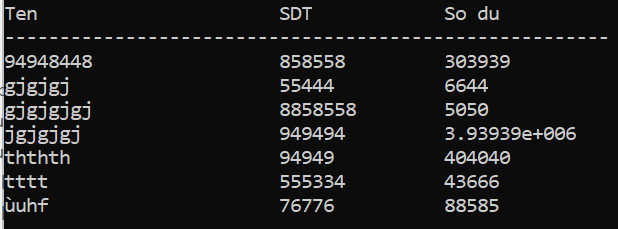 Ten SDT So du
-------------------------------------------------------
94948448 858558 303939
gjgjgj 55444 6644
gjgjgjgj 8858558 5050
jgjgjgj 949494 3.93939e+006
ththth 94949 404040
tttt 555334 43666
ùuhf 76776 88585